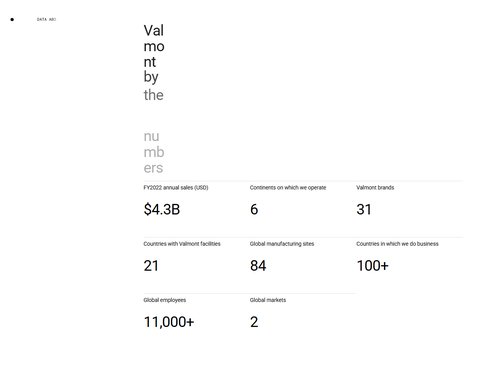 DATA
Val
mo
nt
by
the
nu
mb
ers
FY2022 annual sales (USD)
Continents on which we operate
Valmont brands
$4.3B
6
31
Countries with Valmont facilities
Global manufacturing sites
Countries in which we do business
21
84
100+
Global employees
Global markets
11,000+
2